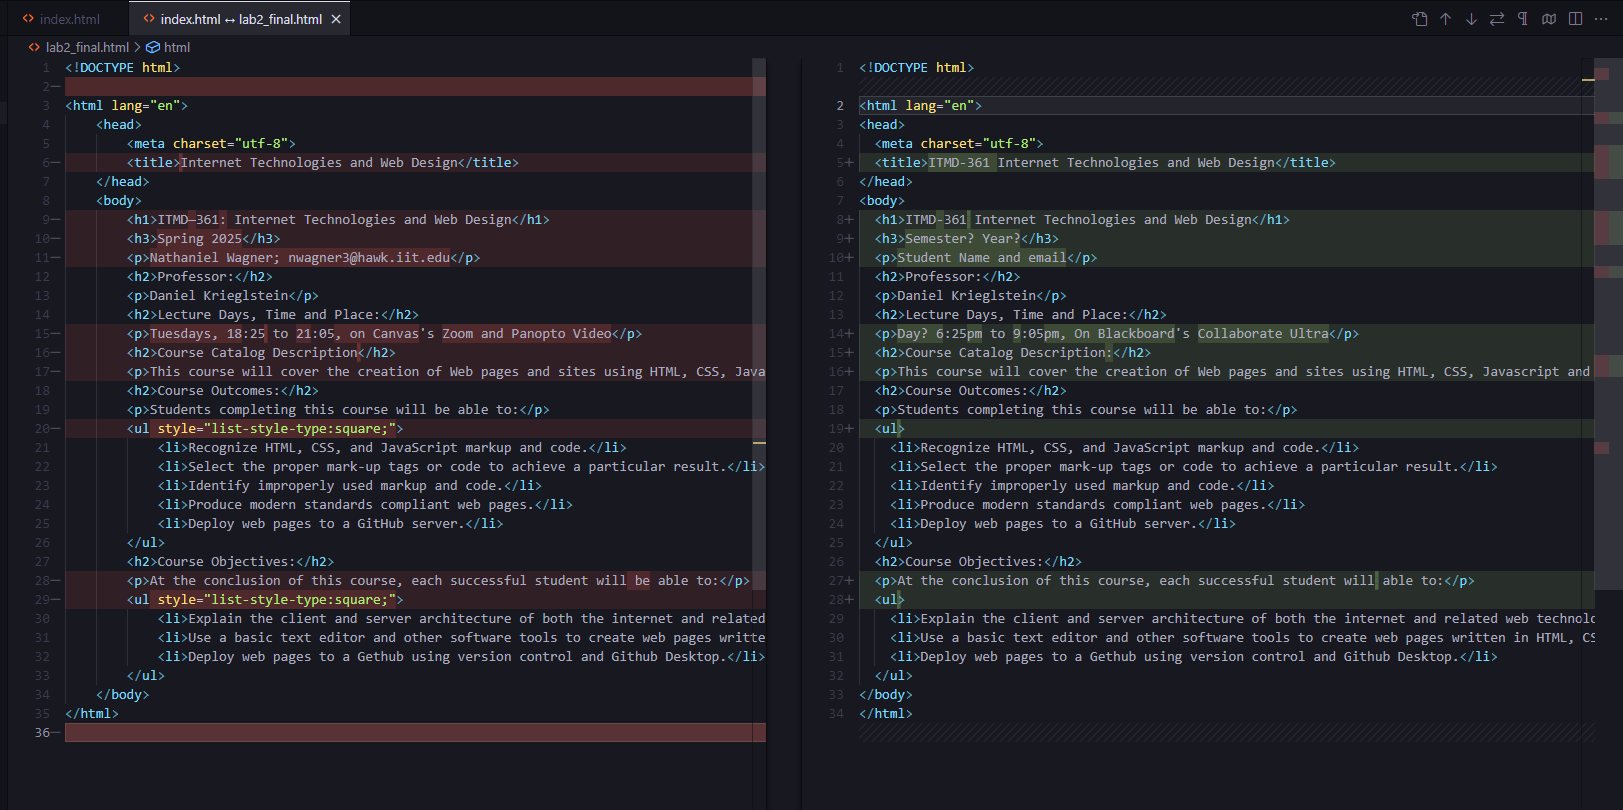 index.html
index.html ↔ lab2_final.html
lab2_final.html > html
1 <!DOCTYPE html>
2−
3 <html lang="en">
4 <head>
5 <meta charset="utf-8">
6− <title>Internet Technologies and Web Design</title>
7 </head>
8 <body>
9− <h1>ITMD–361: Internet Technologies and Web Design</h1>
10− <h3>Spring 2025</h3>
11− <p>Nathaniel Wagner; nwagner3@hawk.iit.edu</p>
12 <h2>Professor:</h2>
13 <p>Daniel Krieglstein</p>
14 <h2>Lecture Days, Time and Place:</h2>
15− <p>Tuesdays, 18:25 to 21:05, on Canvas's Zoom and Panopto Video</p>
16− <h2>Course Catalog Description</h2>
17− <p>This course will cover the creation of Web pages and sites using HTML, CSS, Java
18 <h2>Course Outcomes:</h2>
19 <p>Students completing this course will be able to:</p>
20− <ul style="list-style-type:square;">
21 <li>Recognize HTML, CSS, and JavaScript markup and code.</li>
22 <li>Select the proper mark-up tags or code to achieve a particular result.</li>
23 <li>Identify improperly used markup and code.</li>
24 <li>Produce modern standards compliant web pages.</li>
25 <li>Deploy web pages to a GitHub server.</li>
26 </ul>
27 <h2>Course Objectives:</h2>
28− <p>At the conclusion of this course, each successful student will be able to:</p>
29− <ul style="list-style-type:square;">
30 <li>Explain the client and server architecture of both the internet and related
31 <li>Use a basic text editor and other software tools to create web pages writte
32 <li>Deploy web pages to a Gethub using version control and Github Desktop.</li>
33 </ul>
34 </body>
35 </html>
36−
1 <!DOCTYPE html>
2 <html lang="en">
3 <head>
4 <meta charset="utf-8">
5+ <title>ITMD-361 Internet Technologies and Web Design</title>
6 </head>
7 <body>
8+ <h1>ITMD-361 Internet Technologies and Web Design</h1>
9+ <h3>Semester? Year?</h3>
10+ <p>Student Name and email</p>
11 <h2>Professor:</h2>
12 <p>Daniel Krieglstein</p>
13 <h2>Lecture Days, Time and Place:</h2>
14+ <p>Day? 6:25pm to 9:05pm, On Blackboard's Collaborate Ultra</p>
15+ <h2>Course Catalog Description:</h2>
16+ <p>This course will cover the creation of Web pages and sites using HTML, CSS, Javascript and
17 <h2>Course Outcomes:</h2>
18 <p>Students completing this course will be able to:</p>
19+ <ul>
20 <li>Recognize HTML, CSS, and JavaScript markup and code.</li>
21 <li>Select the proper mark-up tags or code to achieve a particular result.</li>
22 <li>Identify improperly used markup and code.</li>
23 <li>Produce modern standards compliant web pages.</li>
24 <li>Deploy web pages to a GitHub server.</li>
25 </ul>
26 <h2>Course Objectives:</h2>
27+ <p>At the conclusion of this course, each successful student will able to:</p>
28+ <ul>
29 <li>Explain the client and server architecture of both the internet and related web technolo
30 <li>Use a basic text editor and other software tools to create web pages written in HTML, CS
31 <li>Deploy web pages to a Gethub using version control and Github Desktop.</li>
32 </ul>
33 </body>
34 </html>